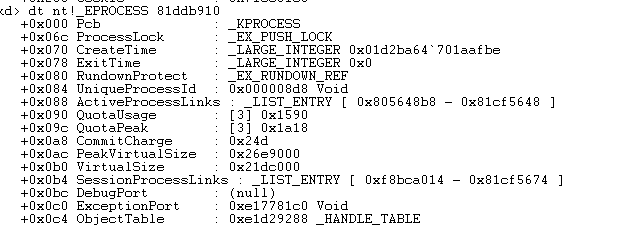 kd> dt nt!_EPROCESS 81ddb910
+0x000 Pcb : _KPROCESS
+0x06c ProcessLock : _EX_PUSH_LOCK
+0x070 CreateTime : _LARGE_INTEGER 0x01d2ba64`701aafbe
+0x078 ExitTime : _LARGE_INTEGER 0x0
+0x080 RundownProtect : _EX_RUNDOWN_REF
+0x084 UniqueProcessId : 0x000008d8 Void
+0x088 ActiveProcessLinks : _LIST_ENTRY [ 0x805648b8 - 0x81cf5648 ]
+0x090 QuotaUsage : [3] 0x1590
+0x09c QuotaPeak : [3] 0x1a18
+0x0a8 CommitCharge : 0x24d
+0x0ac PeakVirtualSize : 0x26e9000
+0x0b0 VirtualSize : 0x21dc000
+0x0b4 SessionProcessLinks : _LIST_ENTRY [ 0xf8bca014 - 0x81cf5674 ]
+0x0bc DebugPort : (null)
+0x0c0 ExceptionPort : 0xe17781c0 Void
+0x0c4 ObjectTable : 0xe1d29288 _HANDLE_TABLE